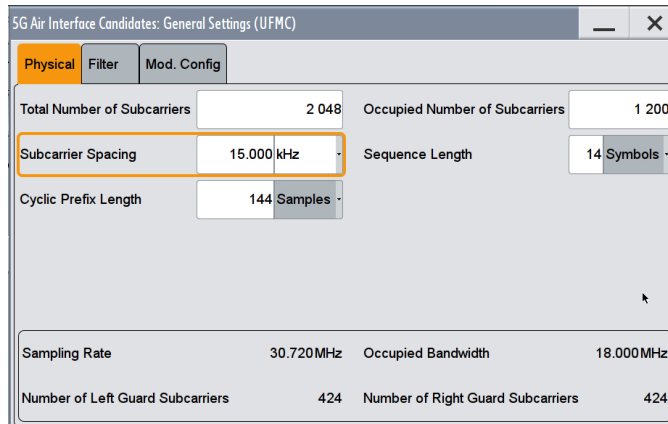 5G Air Interface Candidates: General Settings (UFMC)
Physical Filter Mod. Config
Total Number of Subcarriers 2 048 Occupied Number of Subcarriers 1 200
Subcarrier Spacing 15.000 kHz Sequence Length 14 Symbols
Cyclic Prefix Length 144 Samples
Sampling Rate 30.720 MHz Occupied Bandwidth 18.000 MHz
Number of Left Guard Subcarriers 424 Number of Right Guard Subcarriers 424